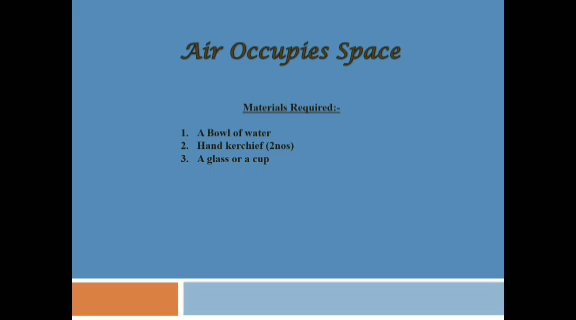 Air Occupies Space
Materials Required:-
1. A Bowl of water
2. Hand kerchief (2nos)
3. A glass or a cup